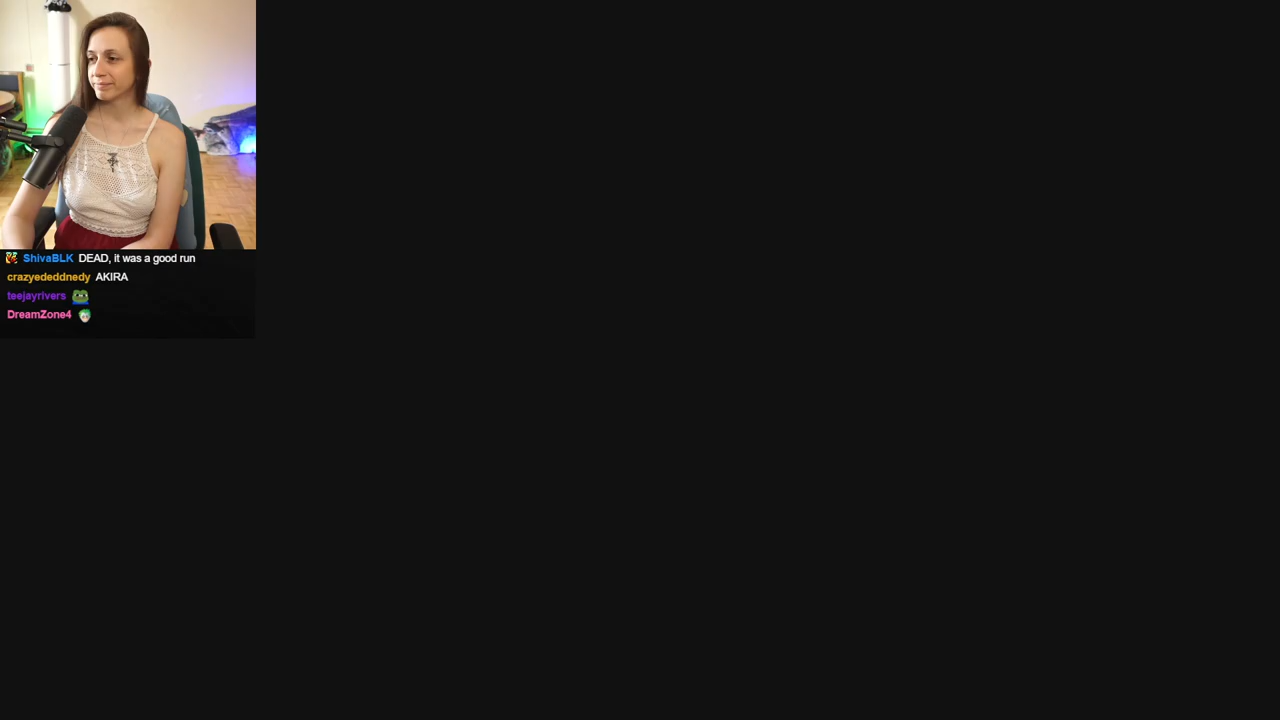 ShivaBLK DEAD, it was a good run
crazyededdnedy AKIRA
teejayrivers
DreamZone4